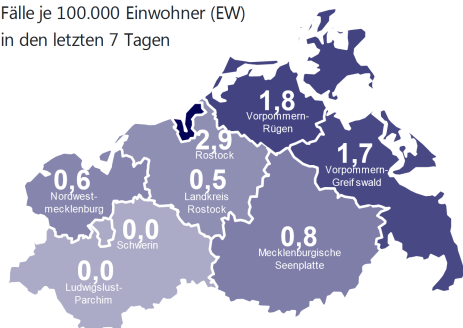 Fälle je 100.000 Einwohner (EW)
in den letzten 7 Tagen
1,8
Vorpommern-
Rügen
2,9
Rostock
1,7
Vorpommern-
Greifswald
0,6
Nordwest-
mecklenburg
0,5
Landkreis
Rostock
0,0
Schwerin
0,8
Mecklenburgische
Seenplatte
0,0
Ludwigslust-
Parchim